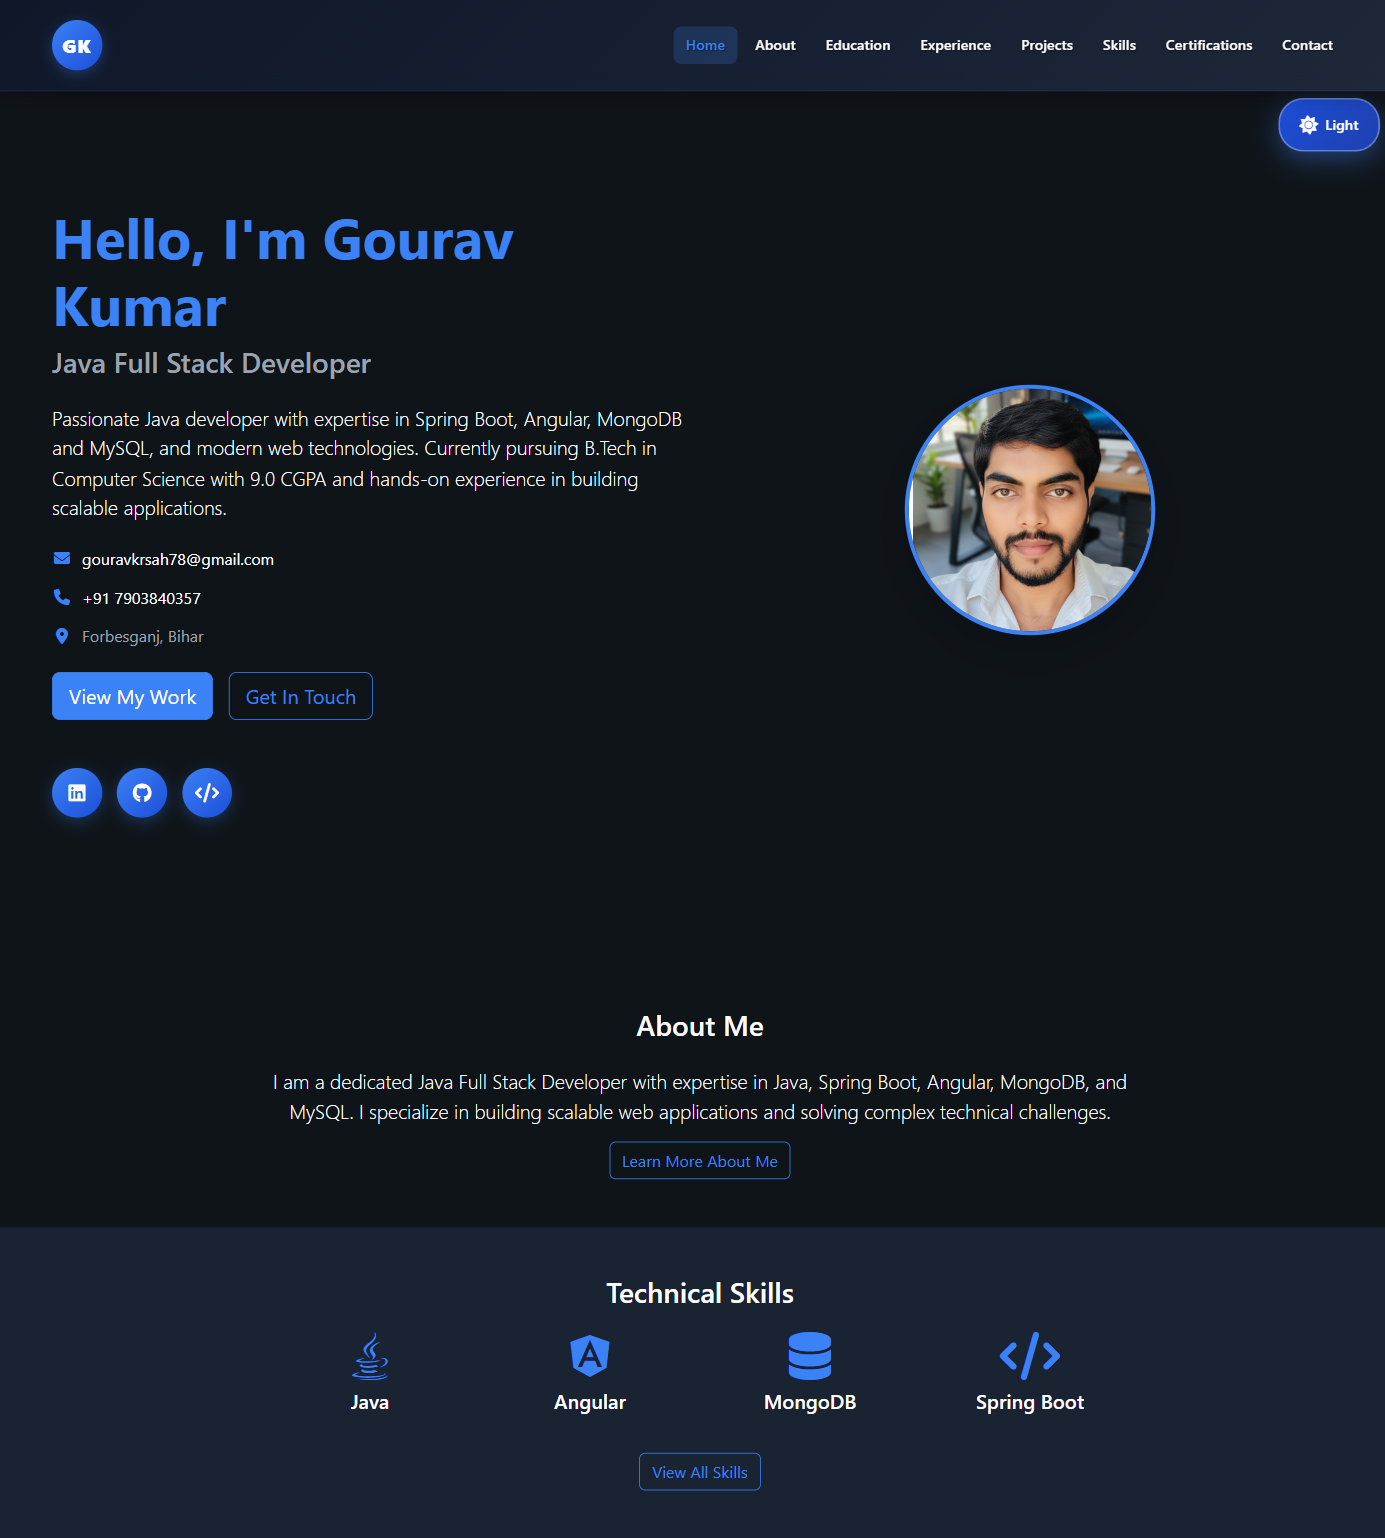 GK
Home
About
Education
Experience
Projects
Skills
Certifications
Contact
Light
Hello, I'm Gourav
Kumar
Java Full Stack Developer
Passionate Java developer with expertise in Spring Boot, Angular, MongoDB
and MySQL, and modern web technologies. Currently pursuing B.Tech in
Computer Science with 9.0 CGPA and hands-on experience in building
scalable applications.
gouravkrsah78@gmail.com
+91 7903840357
Forbesganj, Bihar
View My Work
Get In Touch
in
</>
About Me
I am a dedicated Java Full Stack Developer with expertise in Java, Spring Boot, Angular, MongoDB, and
MySQL. I specialize in building scalable web applications and solving complex technical challenges.
Learn More About Me
Technical Skills
A
</>
Java
Angular
MongoDB
Spring Boot
View All Skills